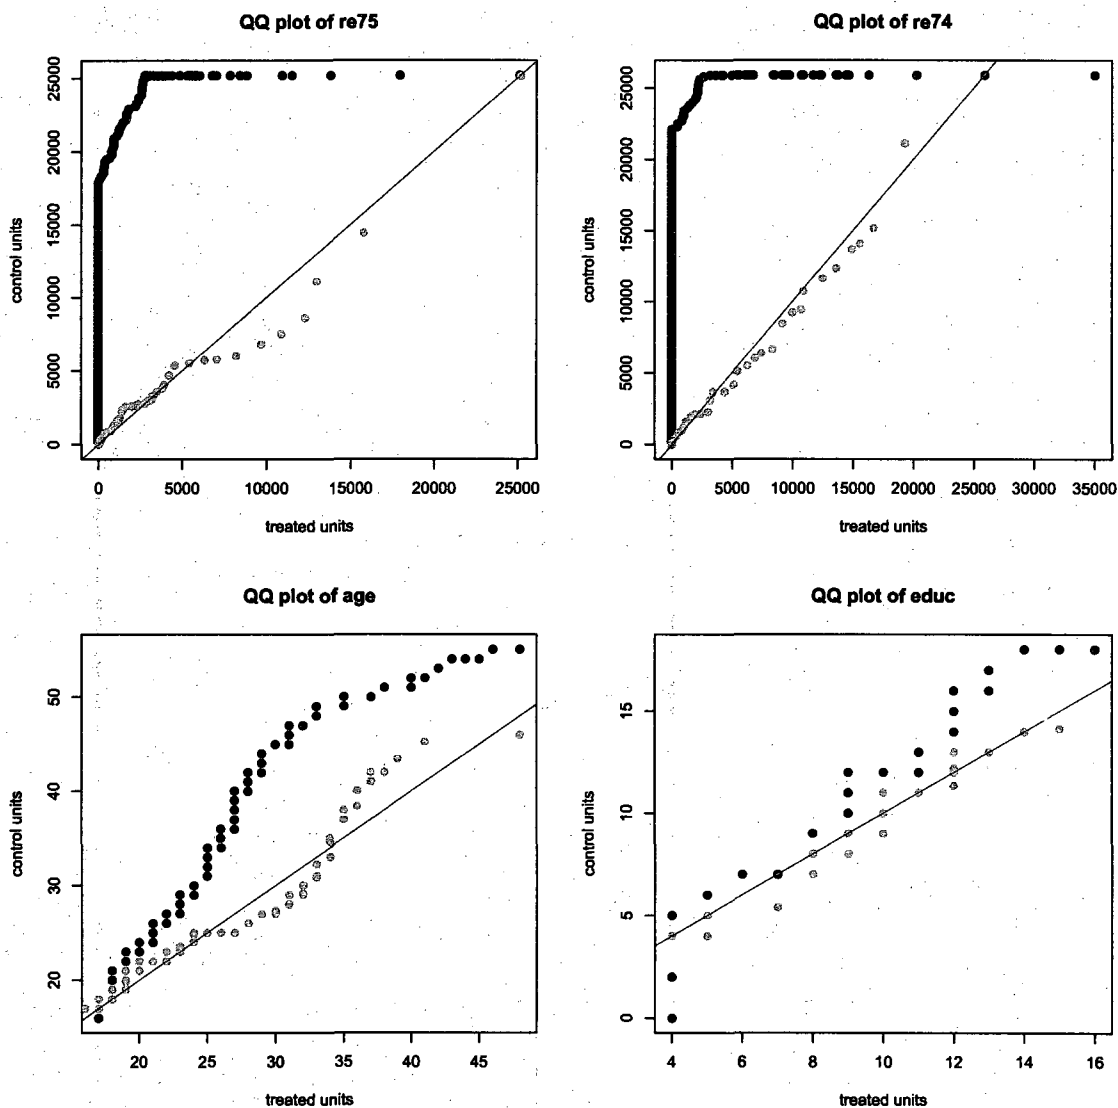 QQ plot of re75
control units
25000
20000
15000
10000
5000
0
0 5000 10000 15000 20000 25000
treated units
QQ plot of re74
control units
25000
20000
15000
10000
5000
0
0 5000 10000 15000 20000 25000 30000 35000
treated units
QQ plot of age
control units
50
40
30
20
20 25 30 35 40 45
treated units
QQ plot of educ
control units
15
10
5
0
4 6 8 10 12 14 16
treated units